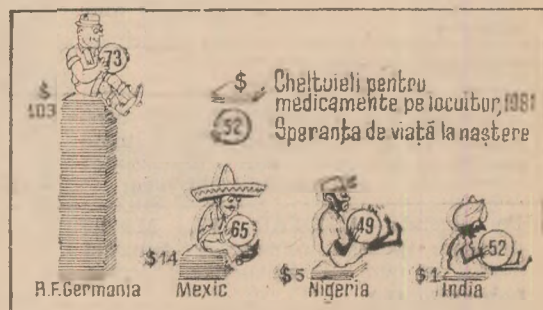 73
$
103
$ Cheltuieli pentru
medicamente pe locuitor, 1981
52 Speranța de viață la naștere
65
49
52
$14
$5
$1
R.F.Germania Mexic Nigeria India